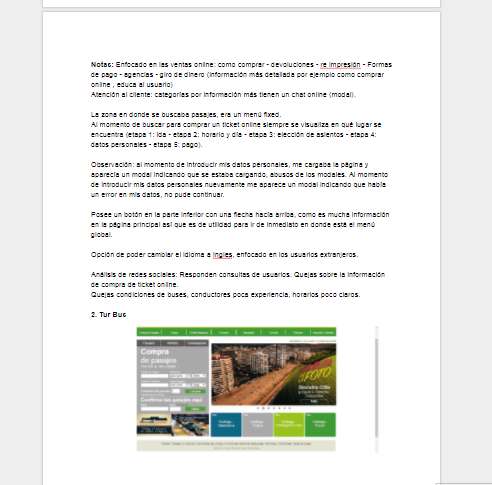 Notas: Enfocado en las ventas online: como comprar - devoluciones - re impresión - Formas
de pago - agencias - giro de dinero (información más detallada por ejemplo como comprar
online , educa al usuario)
Atención al cliente: categorías por información más tienen un chat online (modal).
La zona en donde se buscaba pasajes, era un menú fixed.
Al momento de buscar para comprar un ticket online siempre se visualiza en qué lugar se
encuentra (etapa 1: ida - etapa 2: horario y día - etapa 3: elección de asientos - etapa 4:
datos personales - etapa 5: pago).
Observación: al momento de introducir mis datos personales, me cargaba la página y
aparecía un modal indicando que se estaba cargando, abusos de los modales. Al momento
de introducir mis datos personales nuevamente me aparece un modal indicando que había
un error en mis datos, no pude continuar.
Posee un botón en la parte inferior con una flecha hacia arriba, como es mucha información
en la página principal así que es de utilidad para ir de inmediato en donde está el menú
global.
Opción de poder cambiar el idioma a ingles, enfocado en los usuarios extranjeros.
Análisis de redes sociales: Responden consultas de usuarios. Quejas sobre la información
de compra de ticket online.
Quejas condiciones de buses, conductores poca experiencia, horarios poco claros.
2. Tur Bus
Compra
de pasajes
Confirma tus pasajes aquí
FOTO